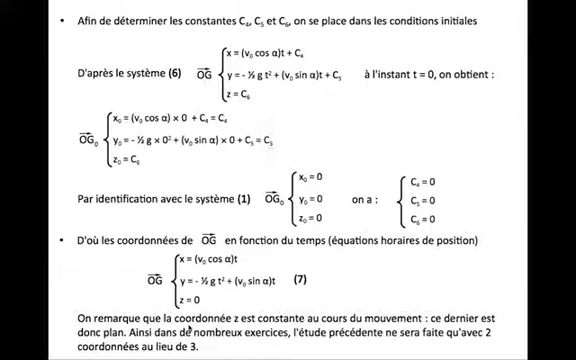 • Afin de déterminer les constantes C₄, C₅ et C₆, on se place dans les conditions initiales
D'après le système (6) OG { x = (v₀ cos α)t + C₄
y = - ½ g t² + (v₀ sin α)t + C₅ à l'instant t = 0, on obtient :
z = C₆
OG₀ { x₀ = (v₀ cos α) × 0 + C₄ = C₄
y₀ = - ½ g × 0² + (v₀ sin α) × 0 + C₅ = C₅
z₀ = C₆
Par identification avec le système (1) OG₀ { x₀ = 0
y₀ = 0
z₀ = 0
on a : { C₄ = 0
C₅ = 0
C₆ = 0
• D'où les coordonnées de OG en fonction du temps (équations horaires de position)
OG { x = (v₀ cos α)t
y = - ½ g t² + (v₀ sin α)t (7)
z = 0
On remarque que la coordonnée z est constante au cours du mouvement : ce dernier est
donc plan. Ainsi dans de nombreux exercices, l'étude précédente ne sera faite qu'avec 2
coordonnées au lieu de 3.